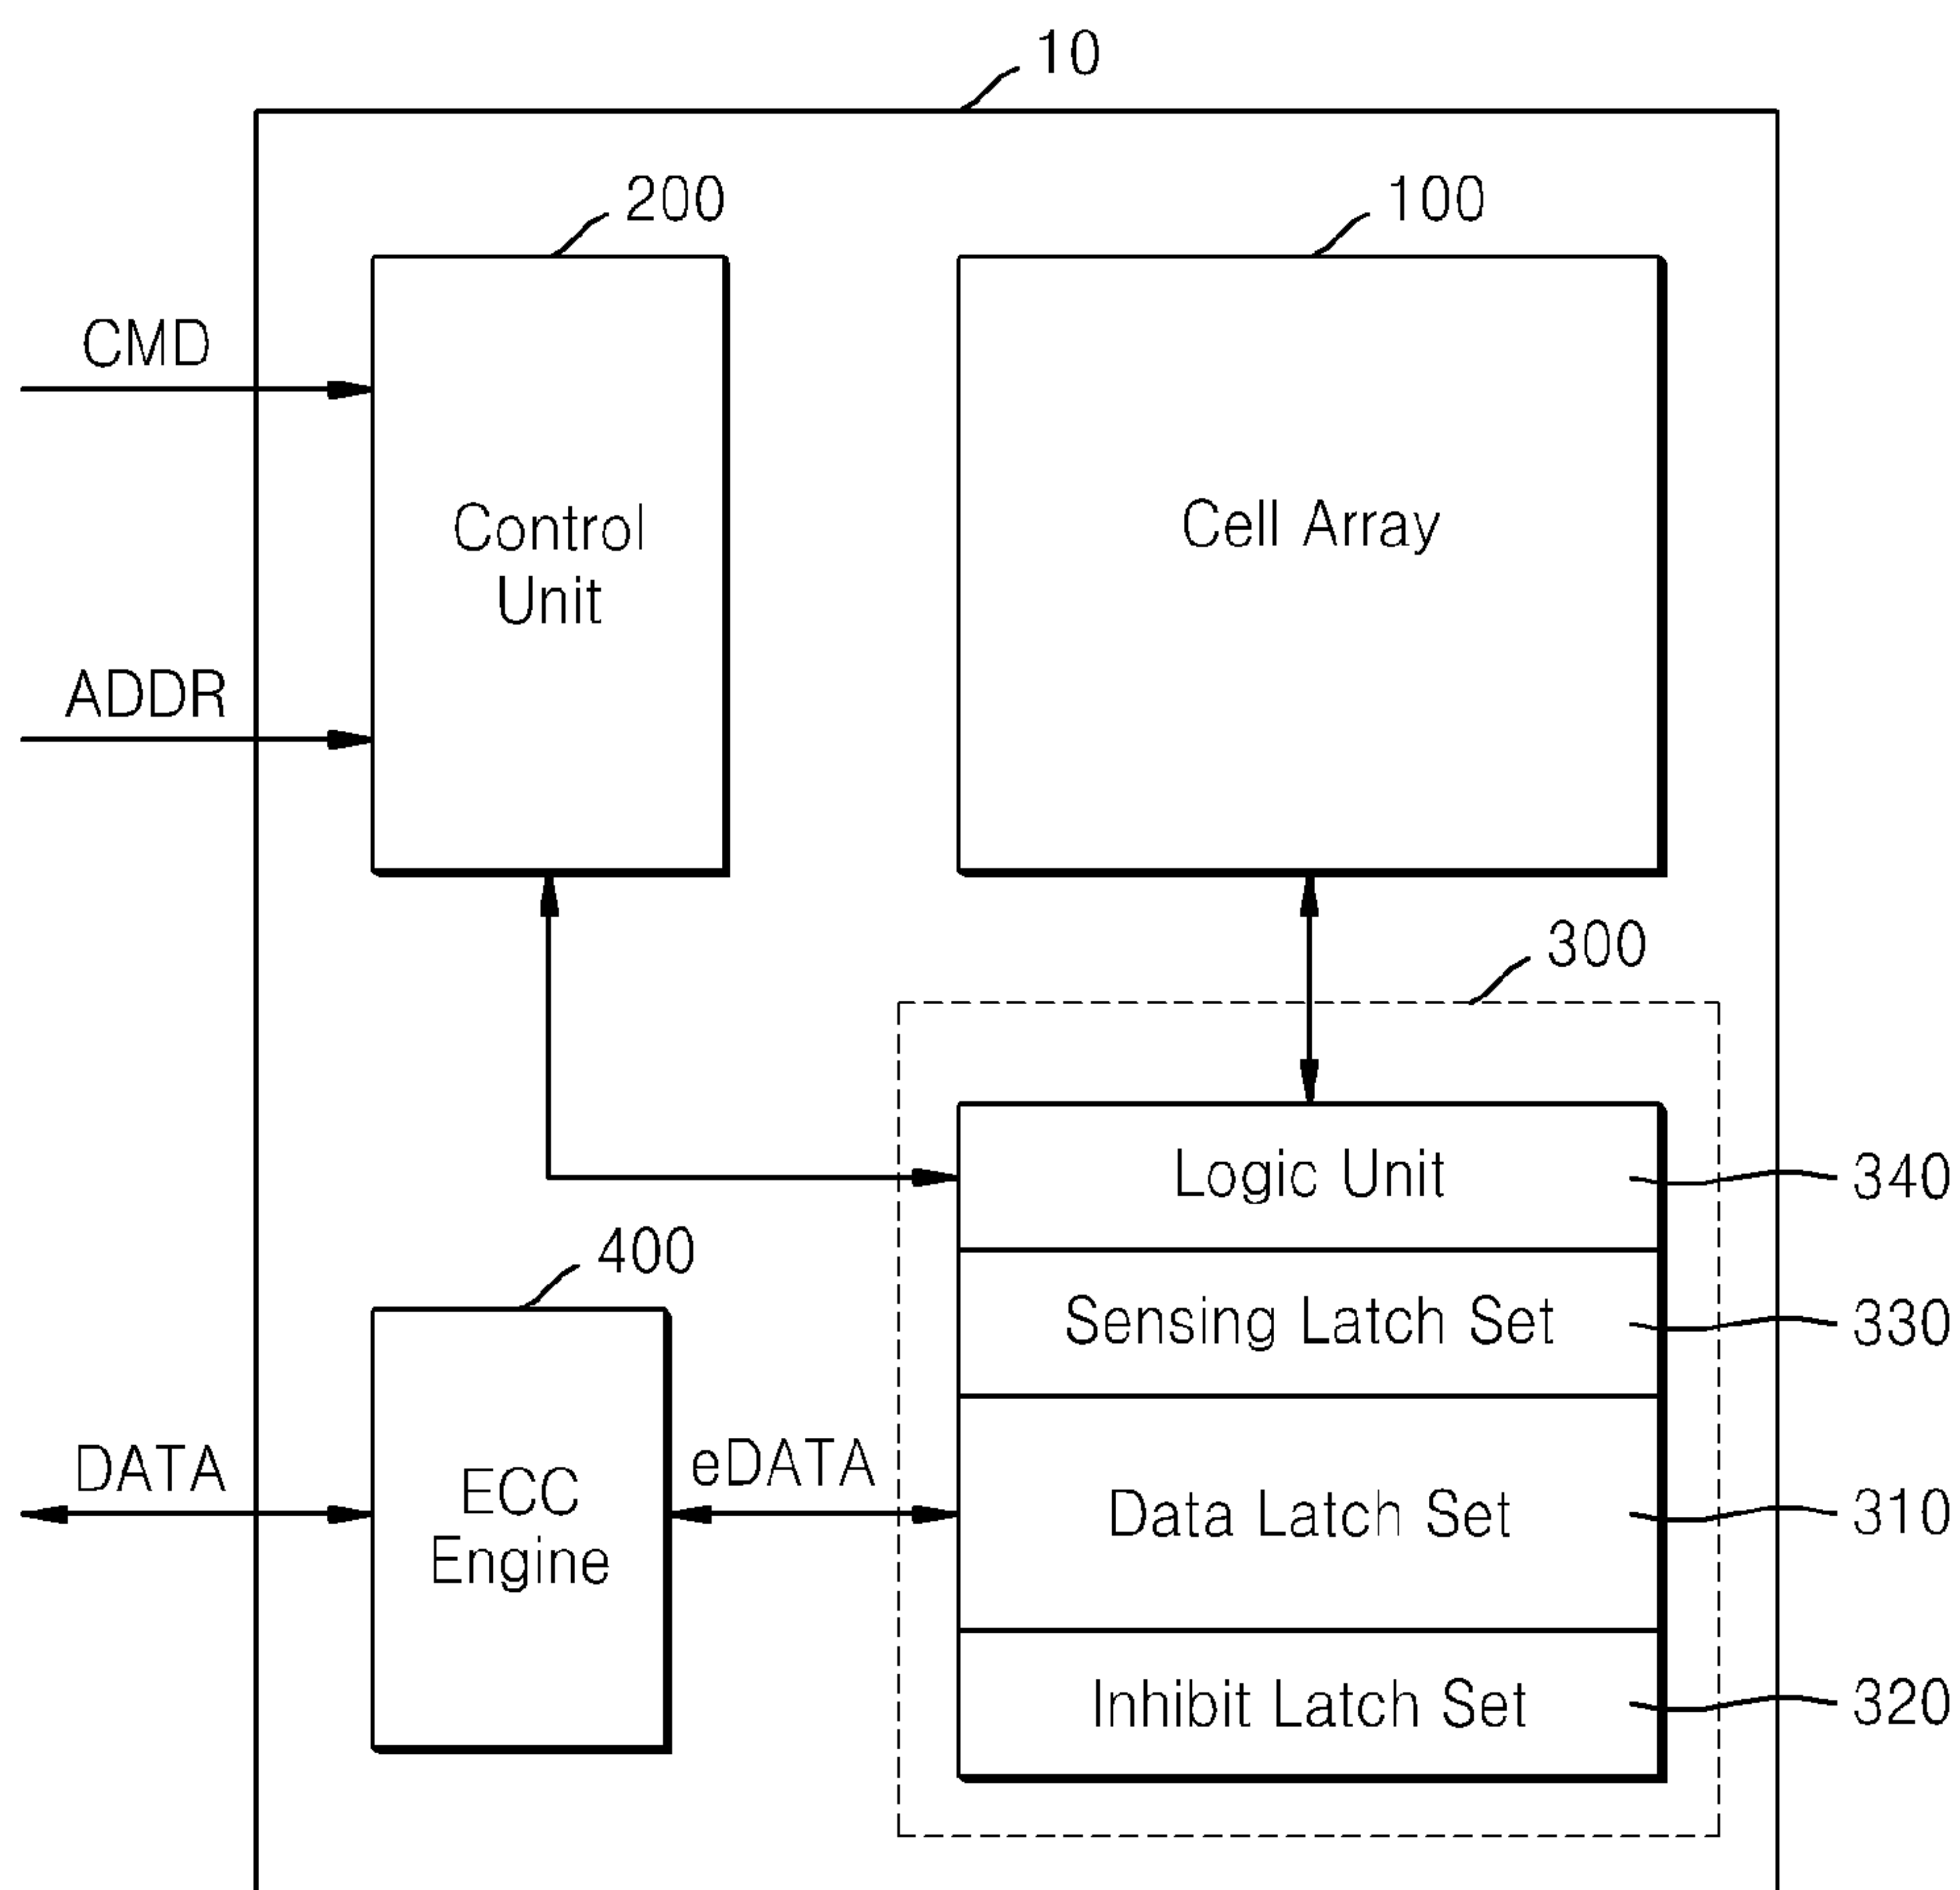 10
200
100
CMD
Control
Unit
Cell Array
ADDR
300
Logic Unit
340
400
Sensing Latch Set
330
DATA
ECC
Engine
eDATA
Data Latch Set
310
Inhibit Latch Set
320